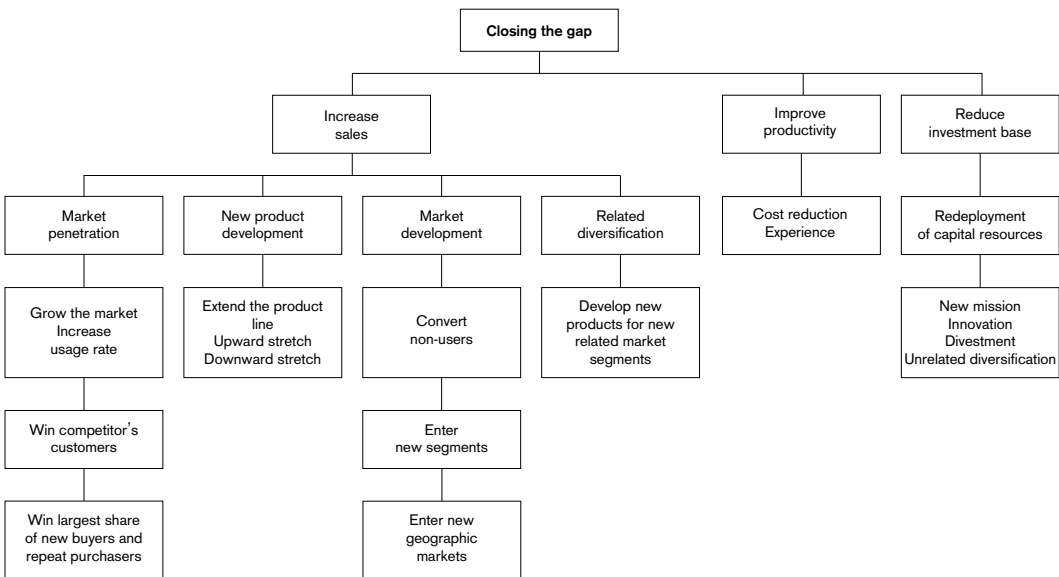 Closing the gap
Increase
sales
Improve
productivity
Reduce
investment base
Market
penetration
New product
development
Market
development
Related
diversification
Cost reduction
Experience
Redeployment
of capital resources
Grow the market
Increase
usage rate
Extend the product
line
Upward stretch
Downward stretch
Convert
non-users
Develop new
products for new
related market
segments
New mission
Innovation
Divestment
Unrelated diversification
Win competitor’s
customers
Enter
new segments
Win largest share
of new buyers and
repeat purchasers
Enter new
geographic
markets